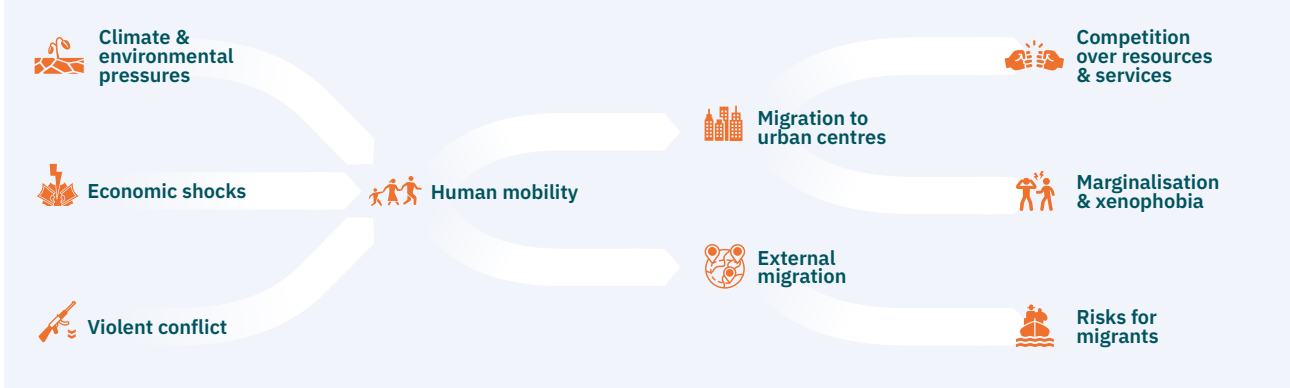 Climate &
environmental
pressures
Economic shocks
Violent conflict
Human mobility
Migration to
urban centres
External
migration
Competition
over resources
& services
Marginalisation
& xenophobia
Risks for
migrants